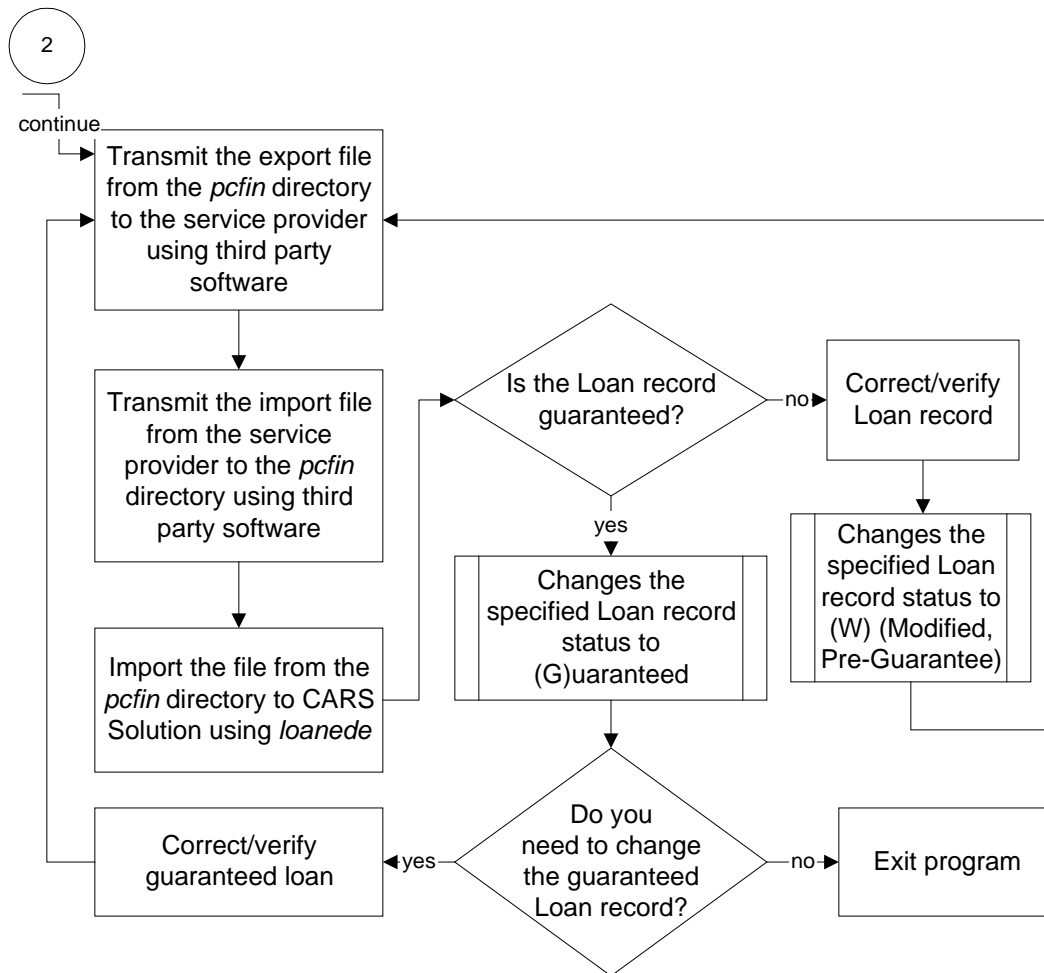 2
continue
Transmit the export file
from the pcfin directory
to the service provider
using third party
software
Transmit the import file
from the service
provider to the pcfin
directory using third
party software
Import the file from the
pcfin directory to CARS
Solution using loanede
Is the Loan record
guaranteed?
no
Correct/verify
Loan record
yes
Changes the
specified Loan record
status to
(G)uaranteed
Changes the
specified Loan
record status to
(W) (Modified,
Pre-Guarantee)
Do you
need to change
the guaranteed
Loan record?
yes
Correct/verify
guaranteed loan
no
Exit program